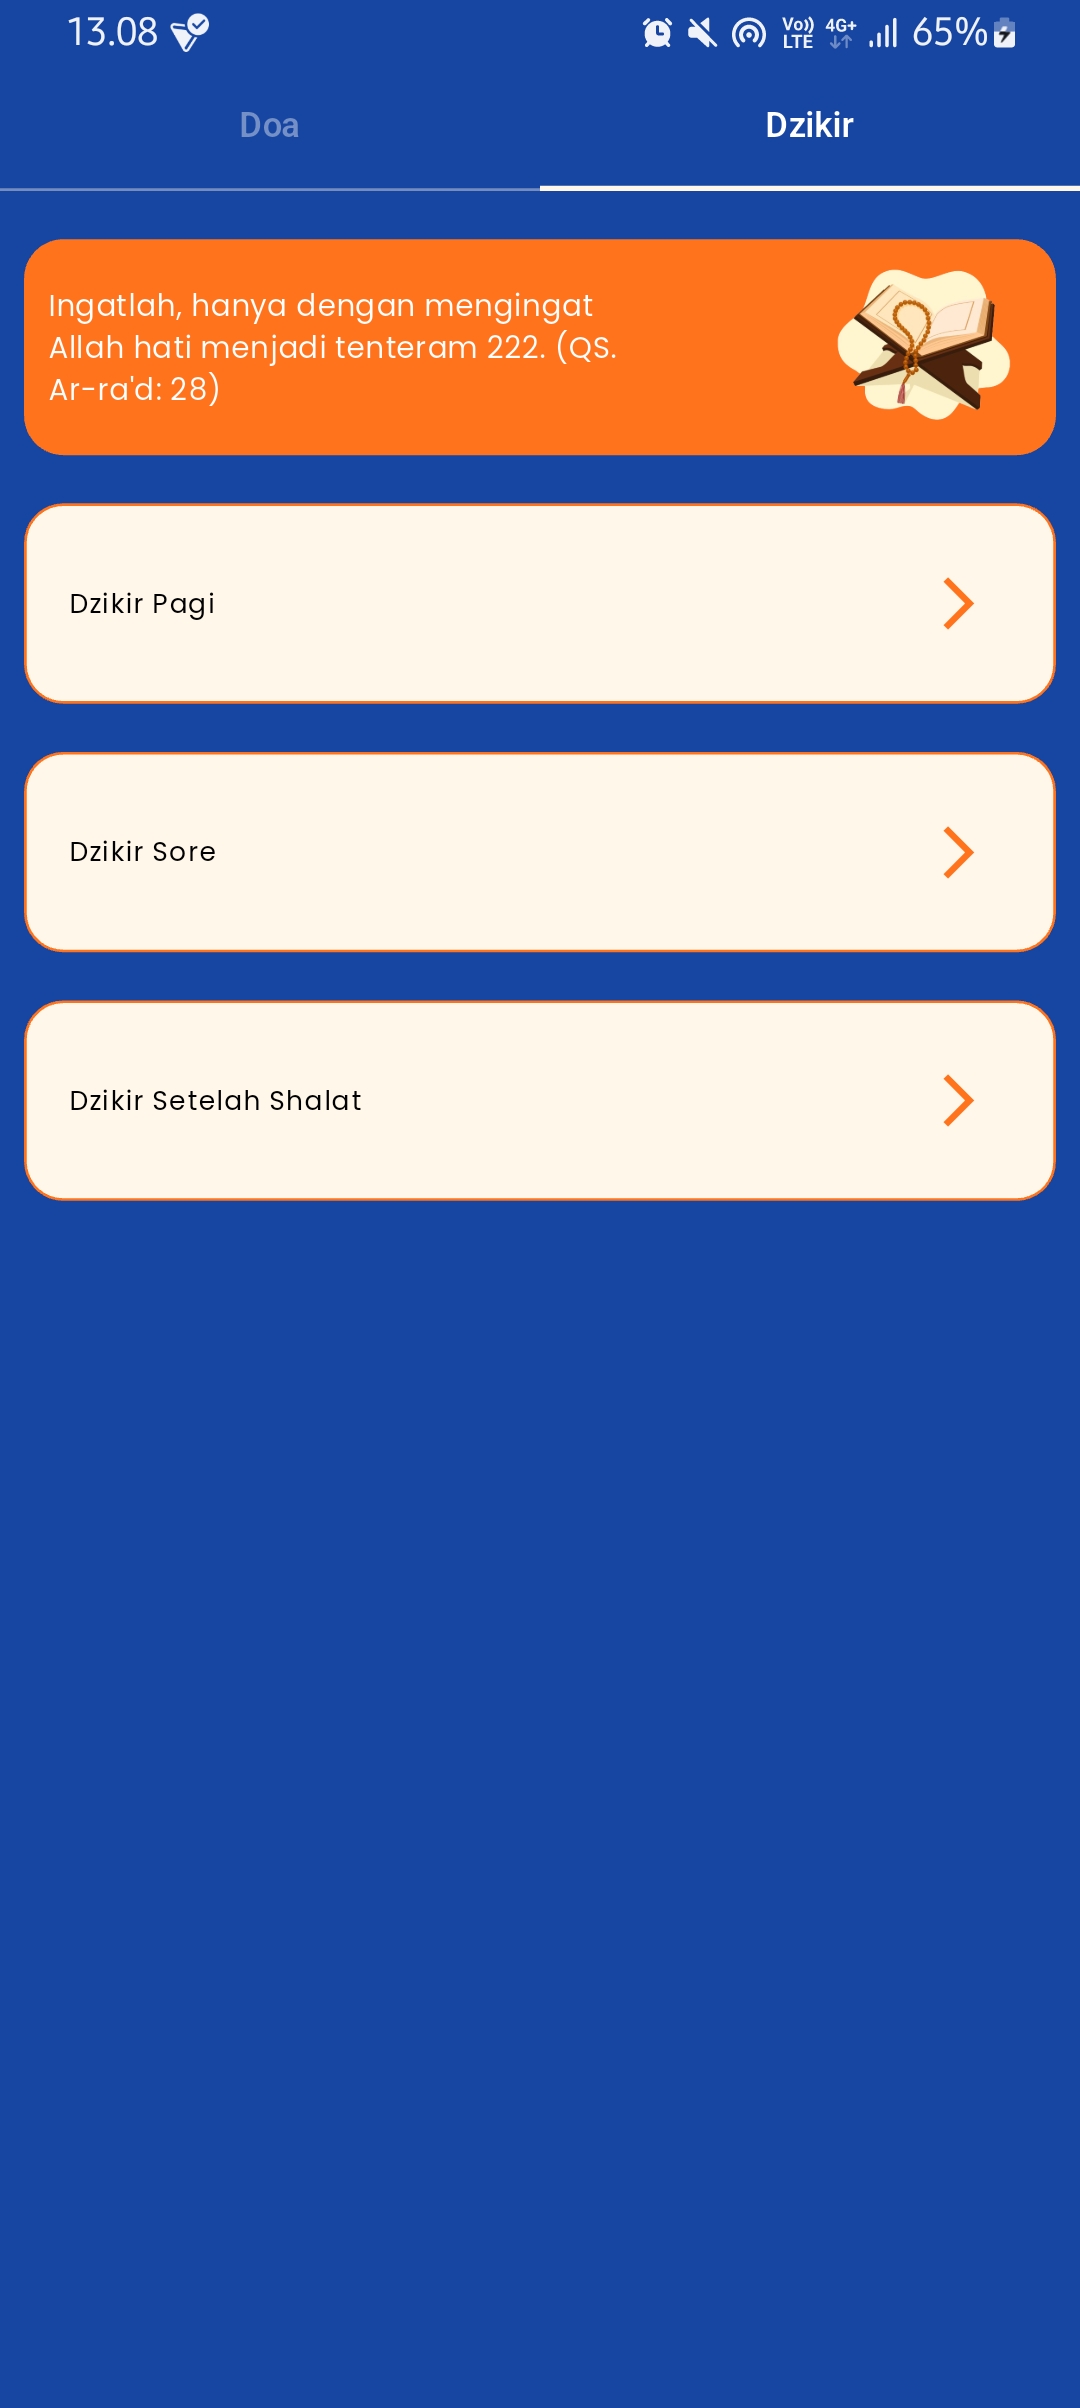 13.08
Vo)) LTE 4G+ 65%
Doa
Dzikir
Ingatlah, hanya dengan mengingat
Allah hati menjadi tenteram 222. (QS.
Ar-ra'd: 28)
Dzikir Pagi
Dzikir Sore
Dzikir Setelah Shalat